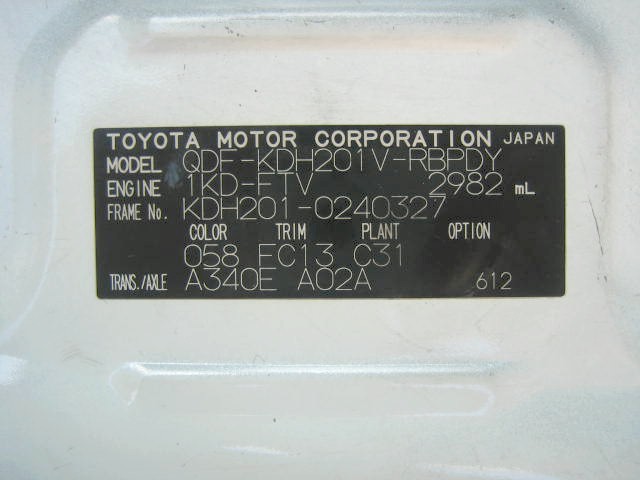 TOYOTA MOTOR CORPORATION JAPAN
MODEL QDF-KDH201V-RBPDY
ENGINE 1KD-FTV 2982 mL
FRAME No. KDH201-0240327
COLOR TRIM PLANT OPTION
058 FC13 C31
TRANS./AXLE A340E A02A 612